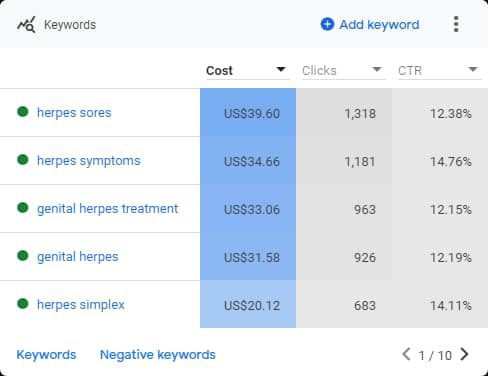 Keywords Add keyword
Cost Clicks CTR
herpes sores US$39.60 1,318 12.38%
herpes symptoms US$34.66 1,181 14.76%
genital herpes treatment US$33.06 963 12.15%
genital herpes US$31.58 926 12.19%
herpes simplex US$20.12 683 14.11%
Keywords Negative keywords 1 / 10